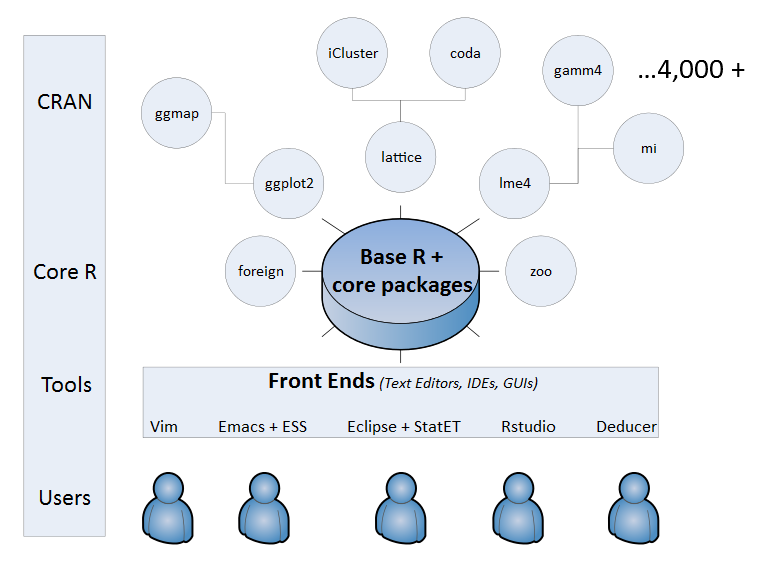 iCluster
coda
gamm4
...4,000 +
CRAN
ggmap
mi
lattice
ggplot2
lme4
Core R
foreign
Base R +
core packages
zoo
Tools
Front Ends (Text Editors, IDEs, GUIs)
Vim
Emacs + ESS
Eclipse + StatET
Rstudio
Deducer
Users